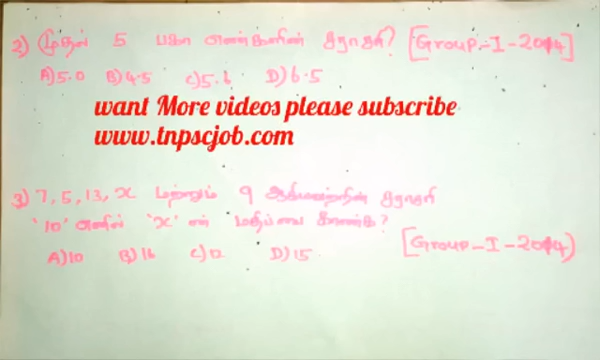 2) முதல் 5 பகா எண்களின் சராசரி? [Group-I-2014]
A) 5.0 B) 4.5 C) 5.6 D) 6.5
want More videos please subscribe
www.tnpscjob.com
3) 7, 5, 13, x மற்றும் 9 ஆகியவற்றின் சராசரி
'10' எனில் 'x' ன் மதிப்பை காண்க?
[Group-I-2014)
A) 10 B) 16 C) 12 D) 15